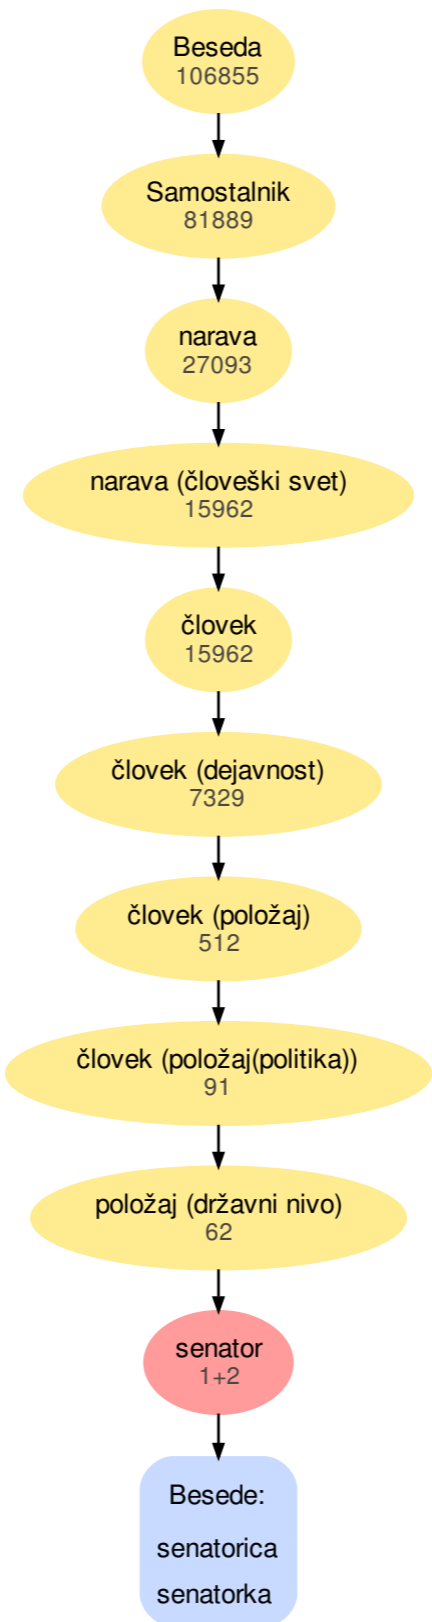 Beseda
106855
Samostalnik
81889
narava
27093
narava (človeški svet)
15962
človek
15962
človek (dejavnost)
7329
človek (položaj)
512
človek (položaj(politika))
91
položaj (državni nivo)
62
senator
1+2
Besede:
senatorica
senatorka